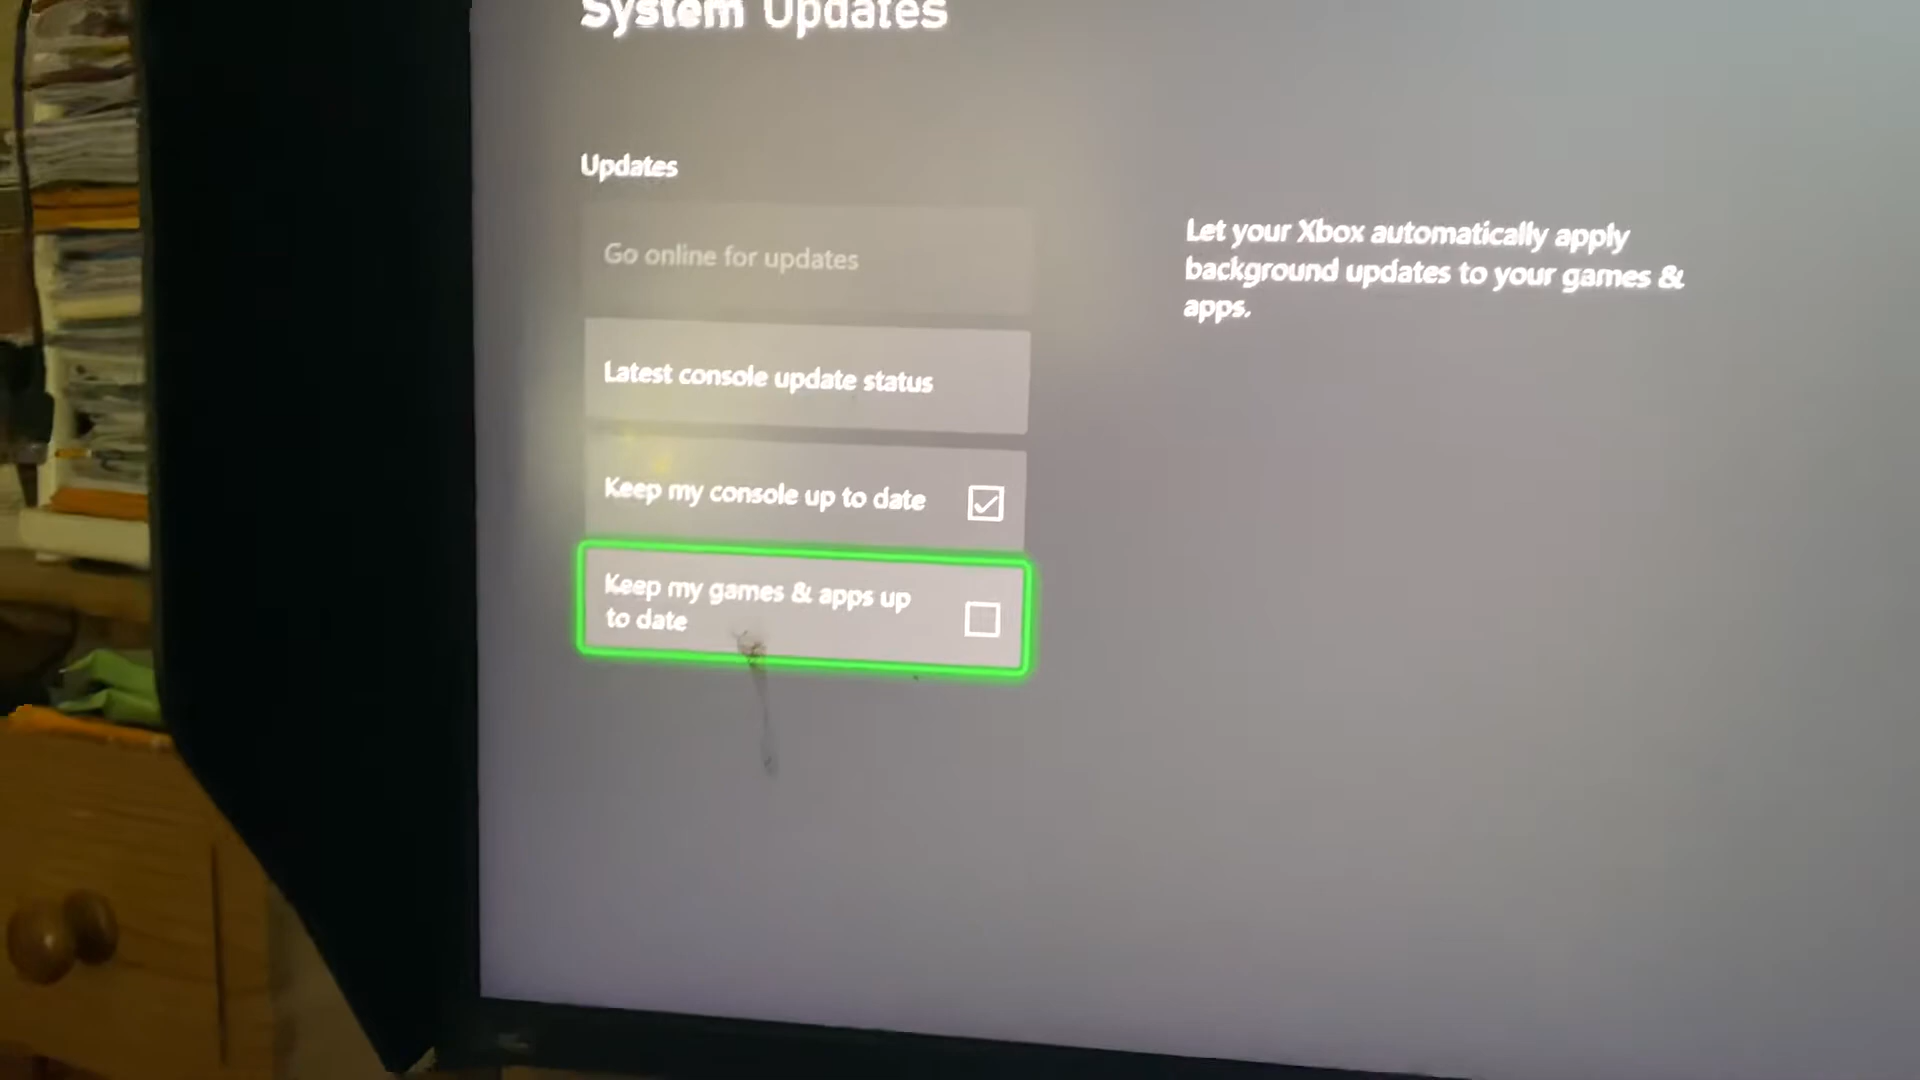 System Updates
Updates
Go online for updates
Latest console update status
Keep my console up to date
Keep my games & apps up
to date
Let your Xbox automatically apply
background updates to your games &
apps.